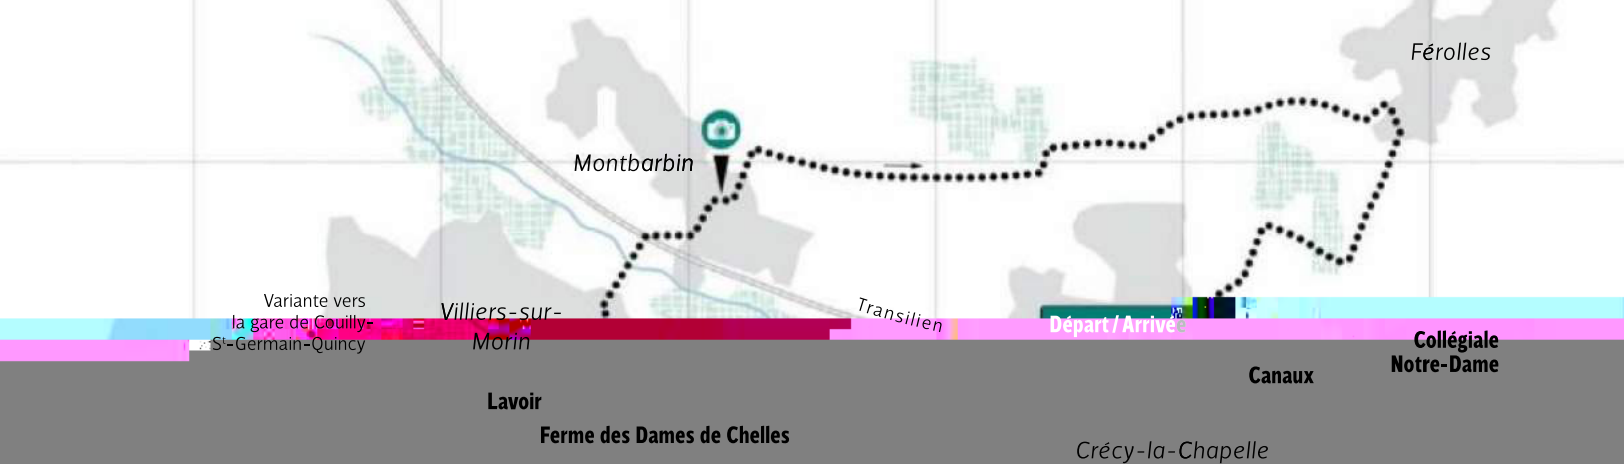 Férolles
Montbarbin
Variante vers
la gare de Couilly-
St-Germain-Quincy
Villiers-sur-
Morin
Transilien
Départ / Arrivée
Collégiale
Notre-Dame
Canaux
Lavoir
Ferme des Dames de Chelles
Crécy-la-Chapelle